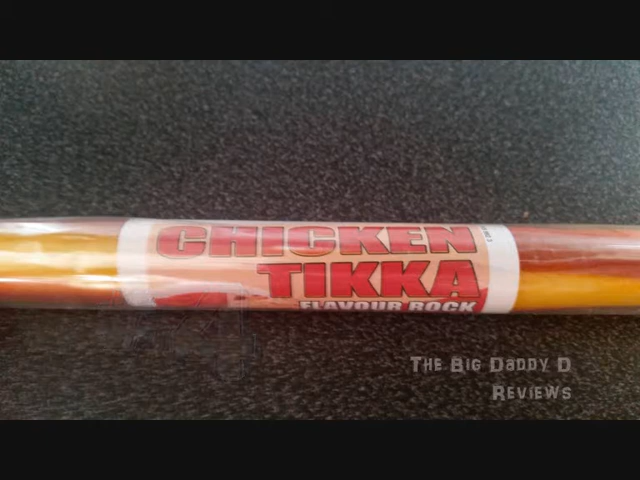 CHICKEN
TIKKA
FLAVOUR ROCK
The Big Daddy D
Reviews